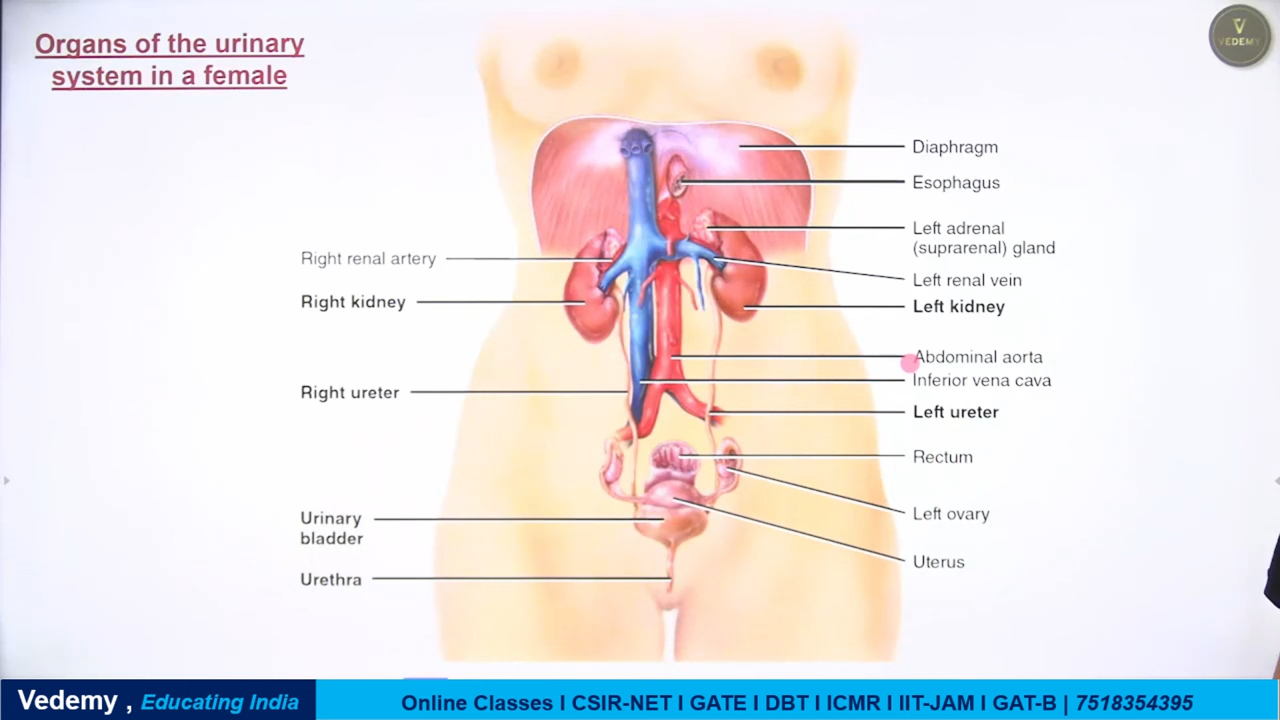 Organs of the urinary
system in a female
VEDEMY
Diaphragm
Esophagus
Left adrenal
(suprarenal) gland
Right renal artery
Left renal vein
Right kidney
Left kidney
Abdominal aorta
Inferior vena cava
Right ureter
Left ureter
Rectum
Left ovary
Urinary
bladder
Uterus
Urethra
Vedemy , Educating India
Online Classes I CSIR-NET I GATE I DBT I ICMR I IIT-JAM I GAT-B | 7518354395